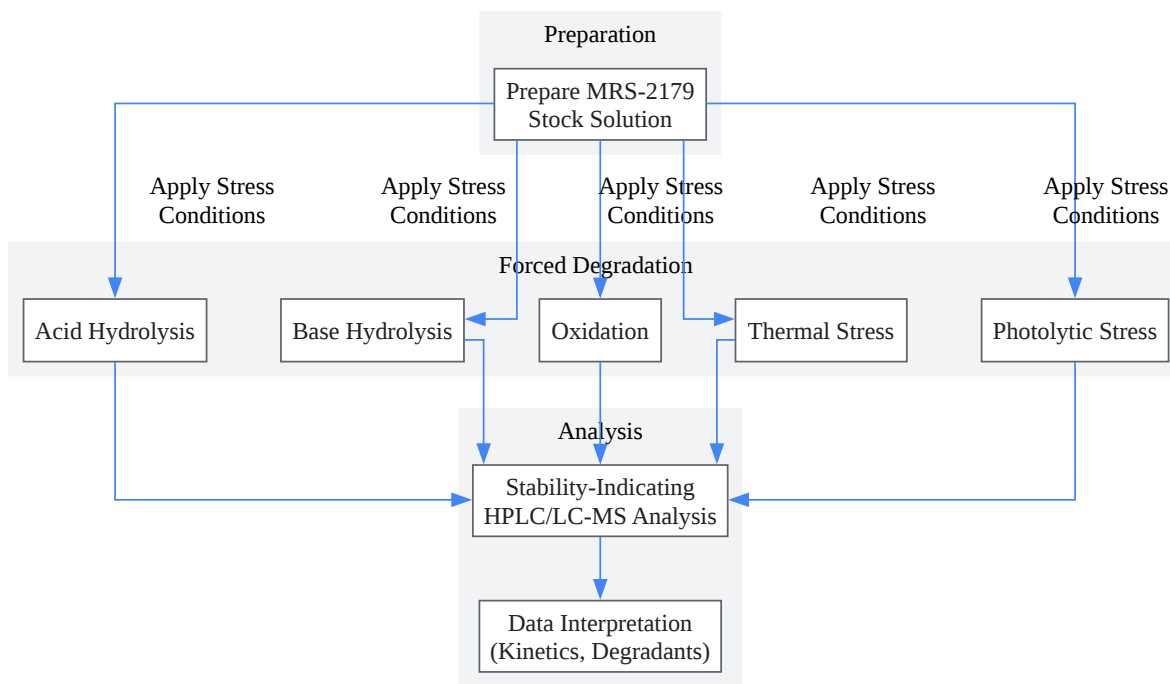 Preparation
Prepare MRS-2179
Stock Solution
Apply Stress
Conditions
Apply Stress
Conditions
Apply Stress
Conditions
Apply Stress
Conditions
Apply Stress
Conditions
Forced Degradation
Acid Hydrolysis
Base Hydrolysis
Oxidation
Thermal Stress
Photolytic Stress
Analysis
Stability-Indicating
HPLC/LC-MS Analysis
Data Interpretation
(Kinetics, Degradants)